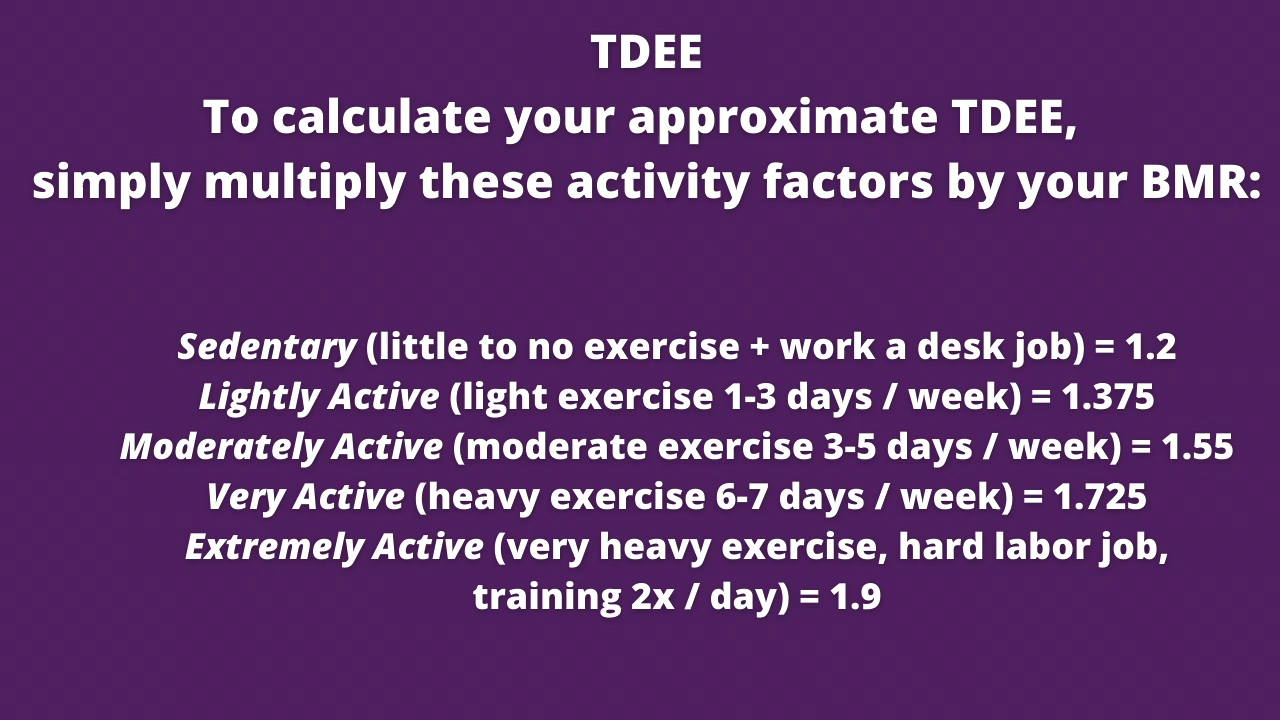 TDEE
To calculate your approximate TDEE,
simply multiply these activity factors by your BMR:
Sedentary (little to no exercise + work a desk job) = 1.2
Lightly Active (light exercise 1-3 days / week) = 1.375
Moderately Active (moderate exercise 3-5 days / week) = 1.55
Very Active (heavy exercise 6-7 days / week) = 1.725
Extremely Active (very heavy exercise, hard labor job,
training 2x / day) = 1.9